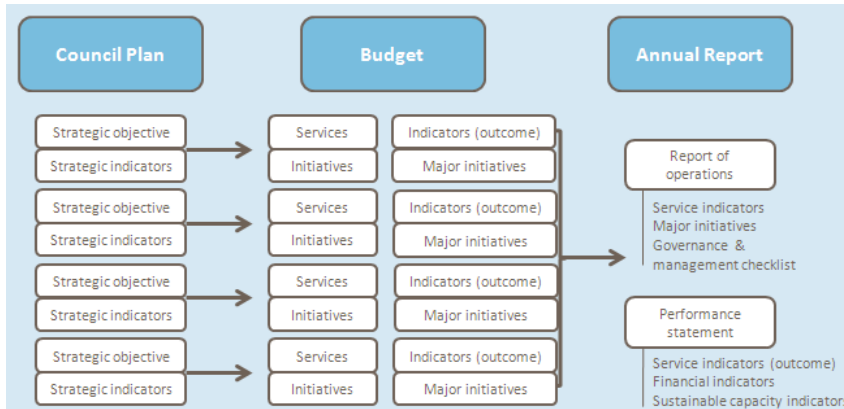 Council Plan
Budget
Annual Report
Strategic objective
Strategic indicators
Services
Initiatives
Indicators (outcome)
Major initiatives
Strategic objective
Strategic indicators
Services
Initiatives
Indicators (outcome)
Major initiatives
Strategic objective
Strategic indicators
Services
Initiatives
Indicators (outcome)
Major initiatives
Strategic objective
Strategic indicators
Services
Initiatives
Indicators (outcome)
Major initiatives
Report of
operations
Service indicators
Major initiatives
Governance &
management checklist
Performance
statement
Service indicators (outcome)
Financial indicators
Sustainable capacity indicators